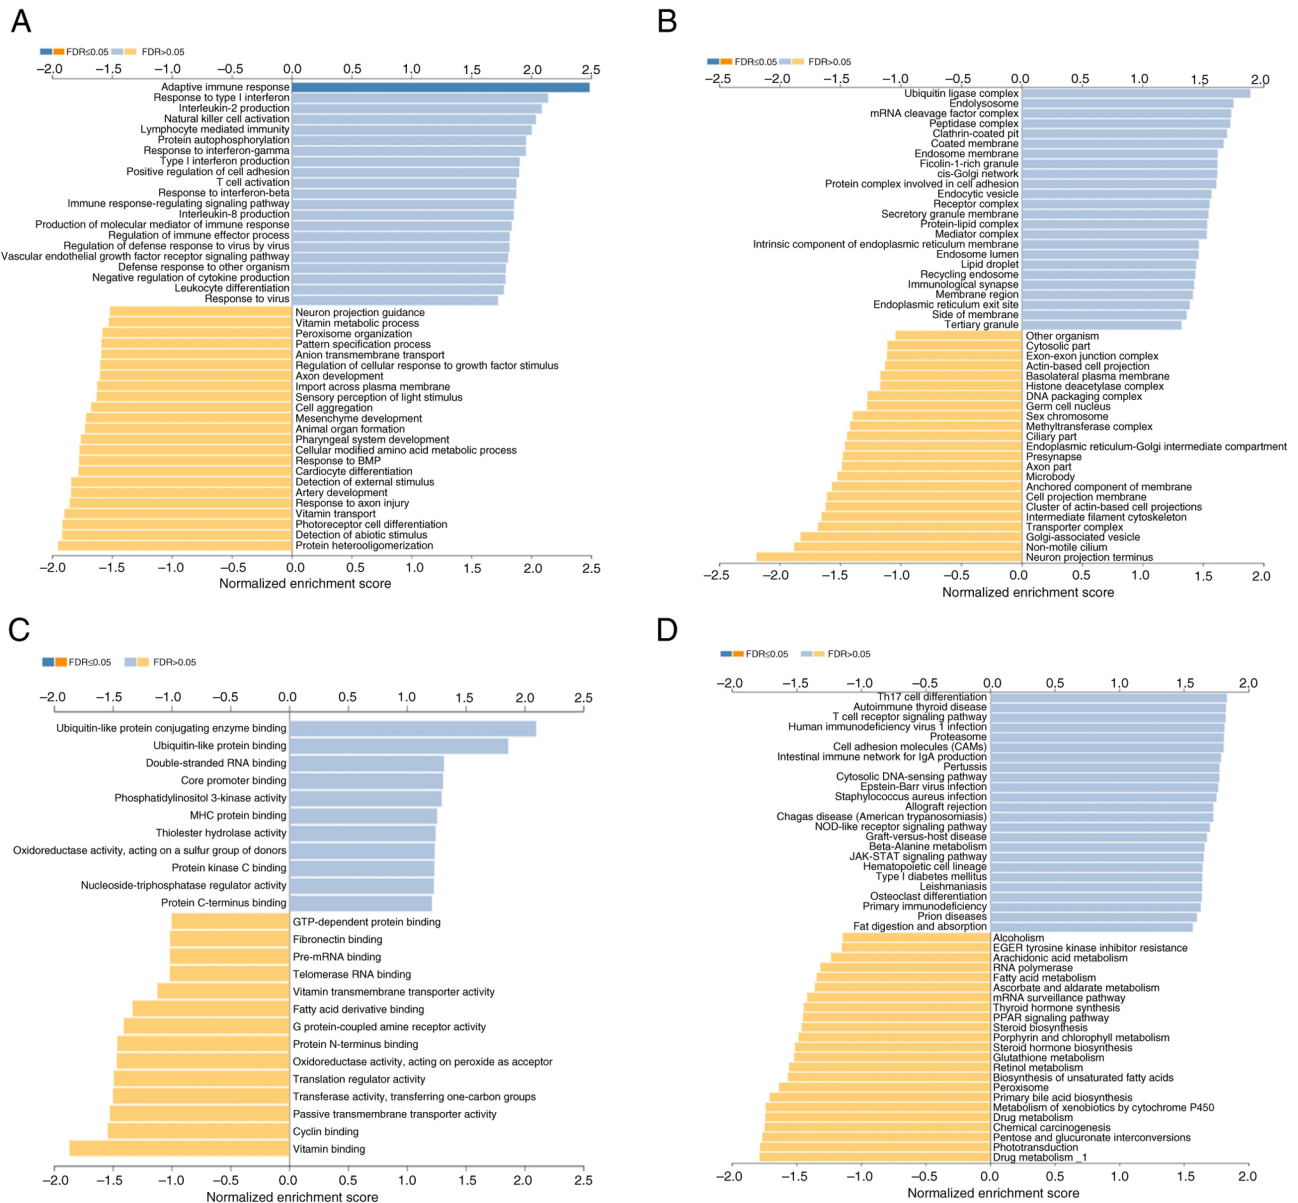 A
FDR≤0.05 FDR>0.05
−2.0 −1.5 −1.0 −0.5 0.0 0.5 1.0 1.5 2.0 2.5
Adaptive immune response
Response to type I interferon
Interleukin-2 production
Natural killer cell activation
Lymphocyte mediated immunity
Protein autophosphorylation
Response to interferon-gamma
Type I interferon production
Positive regulation of cell adhesion
T cell activation
Response to interferon-beta
Immune response-regulating signaling pathway
Interleukin-8 production
Production of molecular mediator of immune response
Regulation of immune effector process
Regulation of defense response to virus by virus
Vascular endothelial growth factor receptor signaling pathway
Defense response to other organism
Negative regulation of cytokine production
Leukocyte differentiation
Response to virus
Neuron projection guidance
Vitamin metabolic process
Peroxisome organization
Pattern specification process
Anion transmembrane transport
Regulation of cellular response to growth factor stimulus
Axon development
Import across plasma membrane
Sensory perception of light stimulus
Cell aggregation
Mesenchyme development
Animal organ formation
Pharyngeal system development
Cellular modified amino acid metabolic process
Response to BMP
Cardiocyte differentiation
Detection of external stimulus
Artery development
Response to axon injury
Vitamin transport
Photoreceptor cell differentiation
Detection of abiotic stimulus
Protein heterooligomerization
−2.0 −1.5 −1.0 −0.5 0.0 0.5 1.0 1.5 2.0 2.5
Normalized enrichment score
B
FDR≤0.05 FDR>0.05
−2.5 −2.0 −1.5 −1.0 −0.5 0.0 0.5 1.0 1.5 2.0
Ubiquitin ligase complex
Endolysosome
mRNA cleavage factor complex
Peptidase complex
Clathrin-coated pit
Coated membrane
Endosome membrane
Ficolin-1-rich granule
cis-Golgi network
Protein complex involved in cell adhesion
Endocytic vesicle
Receptor complex
Secretory granule membrane
Protein-lipid complex
Mediator complex
Intrinsic component of endoplasmic reticulum membrane
Endosome lumen
Lipid droplet
Recycling endosome
Immunological synapse
Membrane region
Endoplasmic reticulum exit site
Side of membrane
Tertiary granule
Other organism
Cytosolic part
Exon-exon junction complex
Actin-based cell projection
Basolateral plasma membrane
Histone deacetylase complex
DNA packaging complex
Germ cell nucleus
Sex chromosome
Methyltransferase complex
Ciliary part
Endoplasmic reticulum-Golgi intermediate compartment
Presynapse
Axon part
Microbody
Anchored component of membrane
Cell projection membrane
Cluster of actin-based cell projections
Intermediate filament cytoskeleton
Transporter complex
Golgi-associated vesicle
Non-motile cilium
Neuron projection terminus
−2.5 −2.0 −1.5 −1.0 −0.5 0.0 0.5 1.0 1.5 2.0
Normalized enrichment score
C
FDR≤0.05 FDR>0.05
−2.0 −1.5 −1.0 −0.5 0.0 0.5 1.0 1.5 2.0 2.5
Ubiquitin-like protein conjugating enzyme binding
Ubiquitin-like protein binding
Double-stranded RNA binding
Core promoter binding
Phosphatidylinositol 3-kinase activity
MHC protein binding
Thiolester hydrolase activity
Oxidoreductase activity, acting on a sulfur group of donors
Protein kinase C binding
Nucleoside-triphosphatase regulator activity
Protein C-terminus binding
GTP-dependent protein binding
Fibronectin binding
Pre-mRNA binding
Telomerase RNA binding
Vitamin transmembrane transporter activity
Fatty acid derivative binding
G protein-coupled amine receptor activity
Protein N-terminus binding
Oxidoreductase activity, acting on peroxide as acceptor
Translation regulator activity
Transferase activity, transferring one-carbon groups
Passive transmembrane transporter activity
Cyclin binding
Vitamin binding
−2.0 −1.5 −1.0 −0.5 0.0 0.5 1.0 1.5 2.0 2.5
Normalized enrichment score
D
FDR≤0.05 FDR>0.05
−2.0 −1.5 −1.0 −0.5 0.0 0.5 1.0 1.5 2.0
Th17 cell differentiation
Autoimmune thyroid disease
T cell receptor signaling pathway
Human immunodeficiency virus 1 infection
Proteasome
Cell adhesion molecules (CAMs)
Intestinal immune network for IgA production
Pertussis
Cytosolic DNA-sensing pathway
Epstein-Barr virus infection
Staphylococcus aureus infection
Allograft rejection
Chagas disease (American trypanosomiasis)
NOD-like receptor signaling pathway
Graft-versus-host disease
Beta-Alanine metabolism
JAK-STAT signaling pathway
Hematopoietic cell lineage
Type I diabetes mellitus
Leishmaniasis
Osteoclast differentiation
Primary immunodeficiency
Prion diseases
Fat digestion and absorption
Alcoholism
EGER tyrosine kinase inhibitor resistance
Arachidonic acid metabolism
RNA polymerase
Fatty acid metabolism
Ascorbate and aldarate metabolism
mRNA surveillance pathway
Thyroid hormone synthesis
PPAR signaling pathway
Steroid biosynthesis
Porphyrin and chlorophyll metabolism
Steroid hormone biosynthesis
Glutathione metabolism
Retinol metabolism
Biosynthesis of unsaturated fatty acids
Peroxisome
Primary bile acid biosynthesis
Metabolism of xenobiotics by cytochrome P450
Drug metabolism
Chemical carcinogenesis
Pentose and glucuronate interconversions
Phototransduction
Drug metabolism _1
−2.0 −1.5 −1.0 −0.5 0.0 0.5 1.0 1.5 2.0
Normalized enrichment score